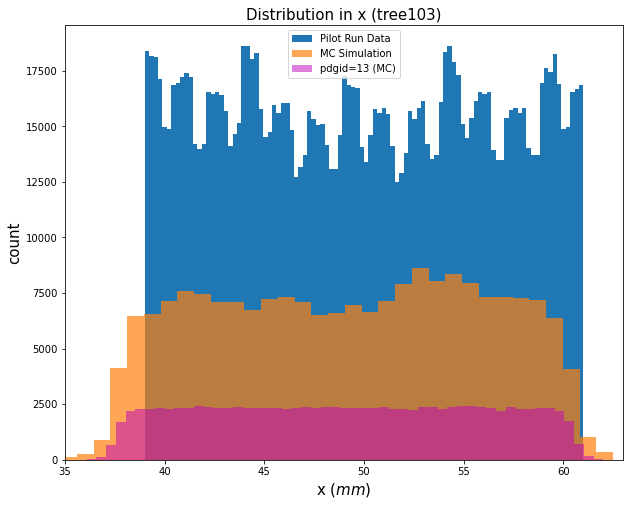 Distribution in x (tree103)
Pilot Run Data
MC Simulation
pdgid=13 (MC)
17500
15000
12500
10000
7500
5000
2500
0
count
35
40
45
50
55
60
x (mm)